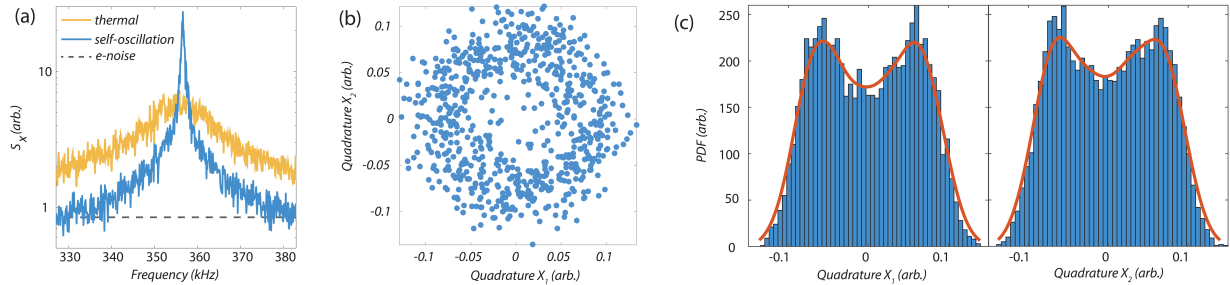 (a)
thermal
self-oscillation
e-noise
10
1
S_X (arb.)
330 340 350 360 370 380
Frequency (kHz)
(b)
0.1
0.05
0
-0.05
-0.1
Quadrature X_2 (arb.)
-0.1 -0.05 0 0.05 0.1
Quadrature X_1 (arb.)
(c)
250
200
150
100
50
0
PDF (arb.)
-0.1 0 0.1
Quadrature X_1 (arb.)
-0.1 0 0.1
Quadrature X_2 (arb.)